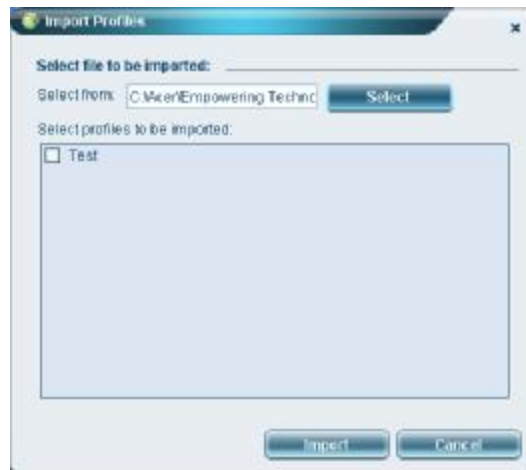 Import Profiles
Select file to be imported:
Select from: C:\Acer\Empowering Technc Select
Select profiles to be imported:
Test
Import Cancel